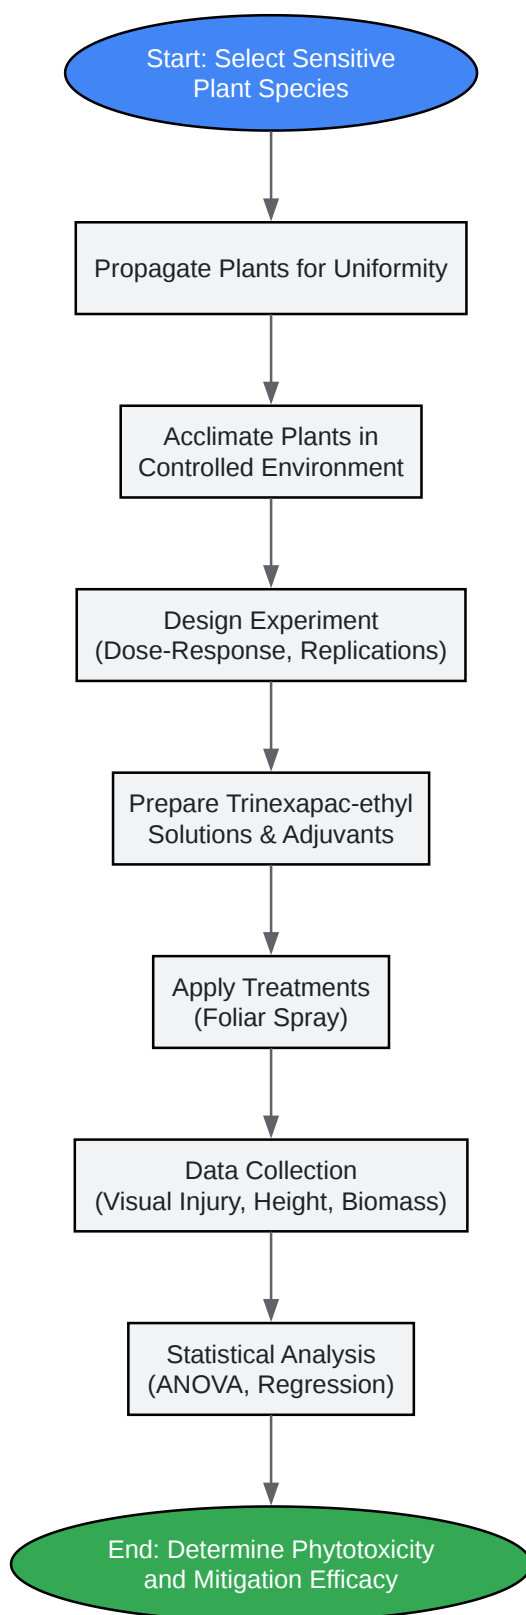 Start: Select Sensitive
Plant Species
Propagate Plants for Uniformity
Acclimate Plants in
Controlled Environment
Design Experiment
(Dose-Response, Replications)
Prepare Trinexapac-ethyl
Solutions & Adjuvants
Apply Treatments
(Foliar Spray)
Data Collection
(Visual Injury, Height, Biomass)
Statistical Analysis
(ANOVA, Regression)
End: Determine Phytotoxicity
and Mitigation Efficacy